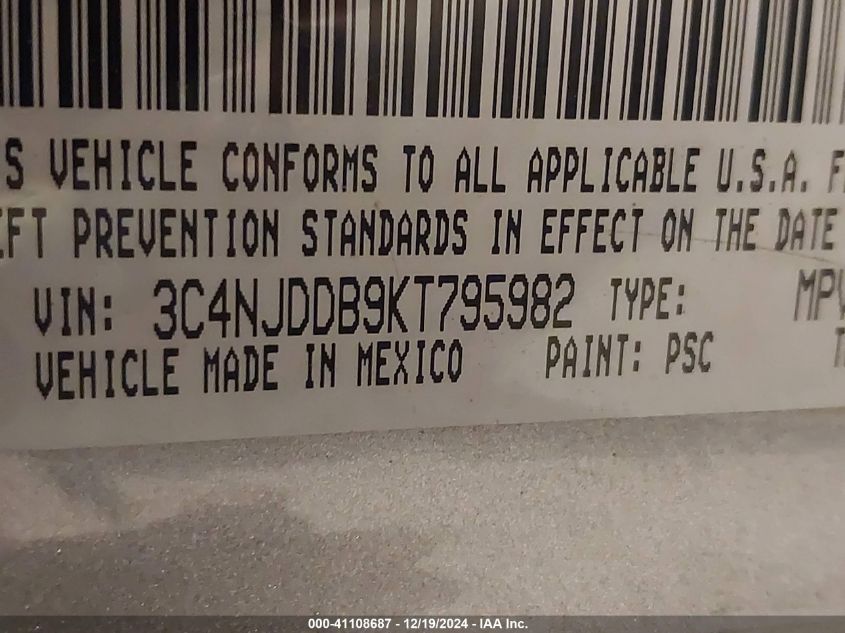 S VEHICLE CONFORMS TO ALL APPLICABLE U.S.A. F
EFT PREVENTION STANDARDS IN EFFECT ON THE DATE
VIN: 3C4NJDDB9KT795982 TYPE: MPV
VEHICLE MADE IN MEXICO PAINT: PSC T
000-41108687 - 12/19/2024 - IAA Inc.